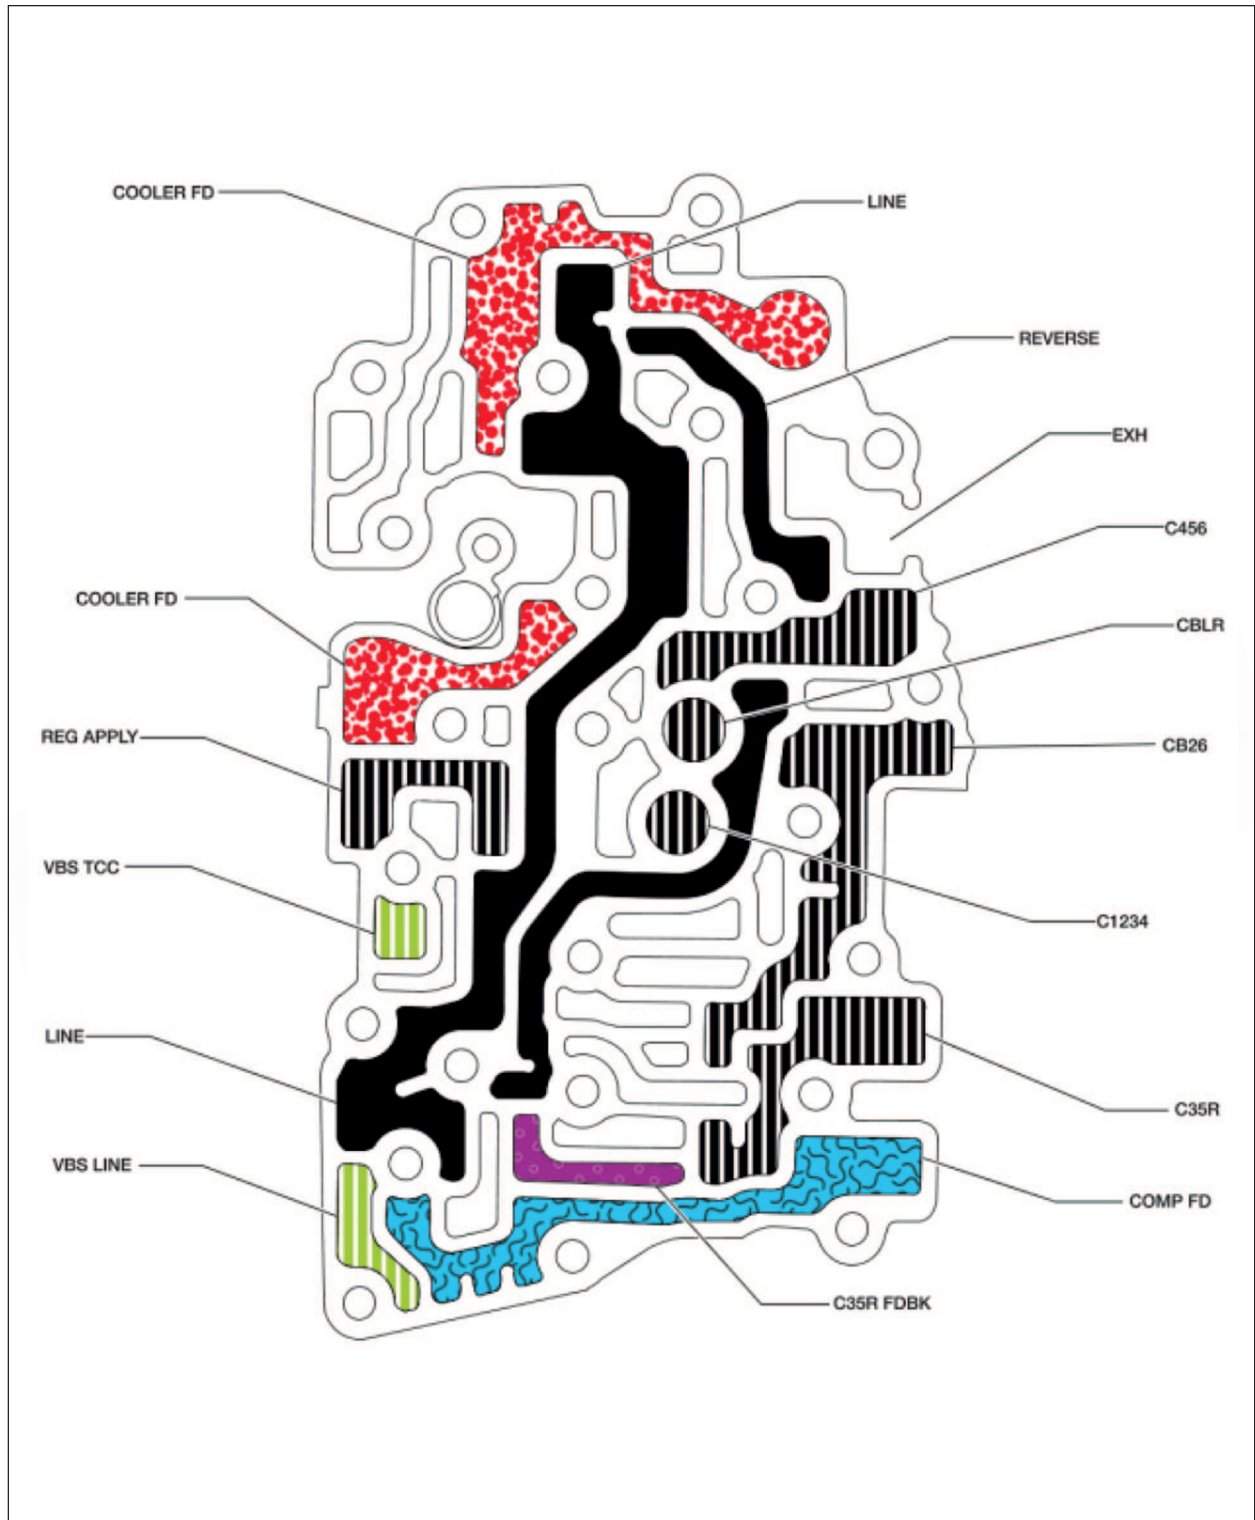 COOLER FD
LINE
REVERSE
EXH
C456
COOLER FD
CBLR
REG APPLY
CB26
VBS TCC
C1234
LINE
C35R
VBS LINE
COMP FD
C35R FDBK